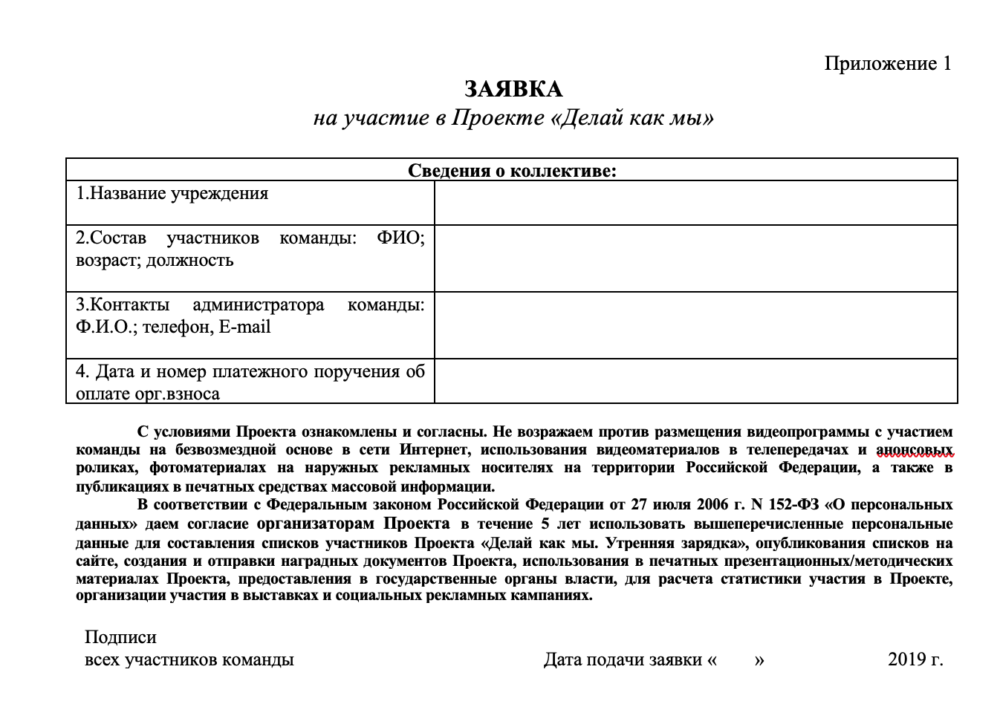 Приложение 1
ЗАЯВКА
на участие в Проекте «Делай как мы»
Сведения о коллективе:
1.Название учреждения
2.Состав участников команды: ФИО;
возраст; должность
3.Контакты администратора команды:
Ф.И.О.; телефон, E-mail
4. Дата и номер платежного поручения об
оплате орг.взноса
С условиями Проекта ознакомлены и согласны. Не возражаем против размещения видеопрограммы с участием
команды на безвозмездной основе в сети Интернет, использования видеоматериалов в телепередачах и анонсовых
роликах, фотоматериалах на наружных рекламных носителях на территории Российской Федерации, а также в
публикациях в печатных средствах массовой информации.
В соответствии с Федеральным законом Российской Федерации от 27 июля 2006 г. N 152-ФЗ «О персональных
данных» даем согласие организаторам Проекта в течение 5 лет использовать вышеперечисленные персональные
данные для составления списков участников Проекта «Делай как мы. Утренняя зарядка», опубликования списков на
сайте, создания и отправки наградных документов Проекта, использования в печатных презентационных/методических
материалах Проекта, предоставления в государственные органы власти, для расчета статистики участия в Проекте,
организации участия в выставках и социальных рекламных кампаниях.
Подписи
всех участников команды Дата подачи заявки « » 2019 г.